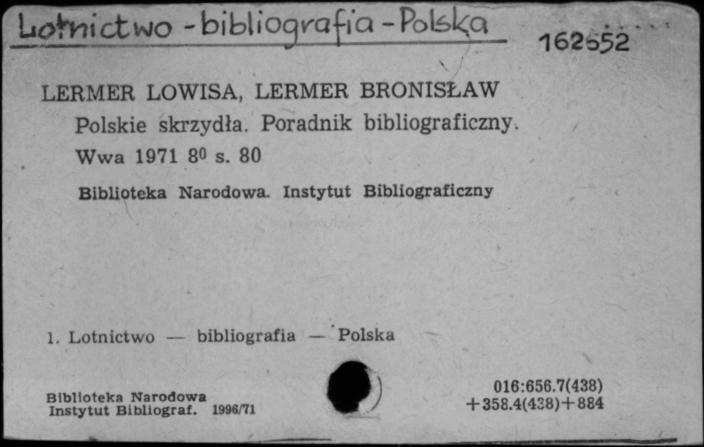 Lotnictwo - bibliografia - Polska
162552
LERMER LOWISA, LERMER BRONISŁAW
Polskie skrzydła. Poradnik bibliograficzny.
Wwa 1971 8⁰ s. 80
Biblioteka Narodowa. Instytut Bibliograficzny
1. Lotnictwo — bibliografia — Polska
Biblioteka Narodowa
Instytut Bibliograf. 1996/71
016:656.7(438)
+358.4(438)+884